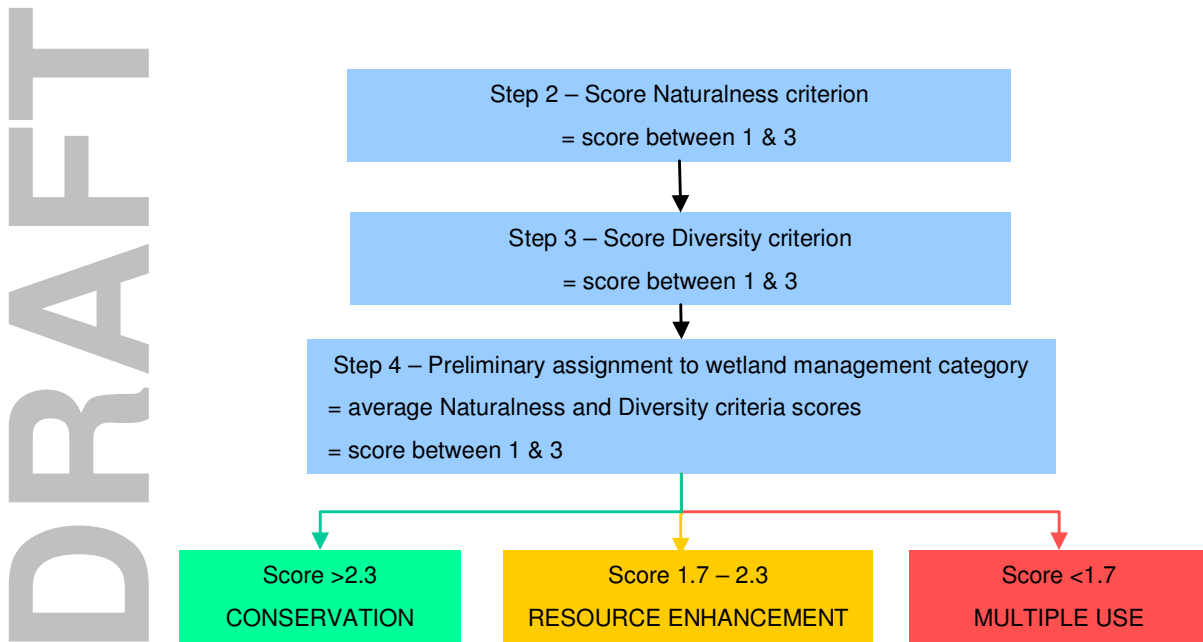 DRAFT
Step 2 – Score Naturalness criterion
= score between 1 & 3
Step 3 – Score Diversity criterion
= score between 1 & 3
Step 4 – Preliminary assignment to wetland management category
= average Naturalness and Diversity criteria scores
= score between 1 & 3
Score >2.3
CONSERVATION
Score 1.7 – 2.3
RESOURCE ENHANCEMENT
Score <1.7
MULTIPLE USE